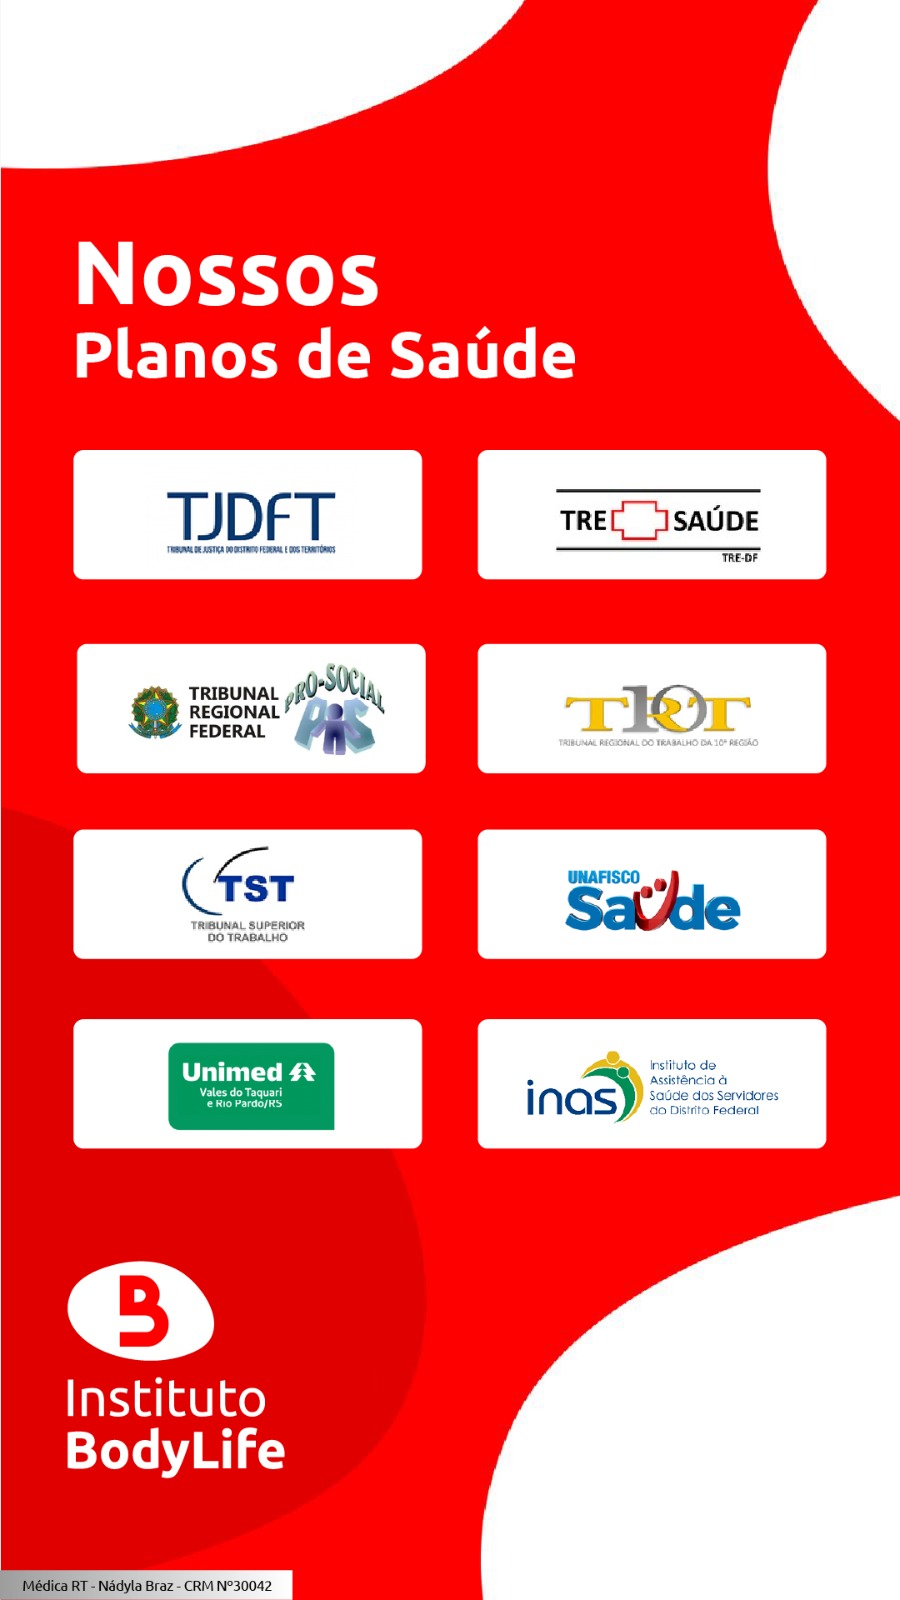 Nossos
Planos de Saúde
TJDFT
TRIBUNAL DE JUSTIÇA DO DISTRITO FEDERAL E DOS TERRITÓRIOS
TRE SAÚDE
TRE-DF
TRIBUNAL
REGIONAL
FEDERAL
PRO-SOCIAL
PAS
TRT
10
TRIBUNAL REGIONAL DO TRABALHO DA 10ª REGIÃO
TST
TRIBUNAL SUPERIOR
DO TRABALHO
UNAFISCO
Saúde
Unimed
Vales do Taquari
e Rio Pardo/RS
inas
Instituto de
Assistência à
Saúde dos Servidores
do Distrito Federal
B
Instituto
BodyLife
Médica RT - Nádyla Braz - CRM Nº30042